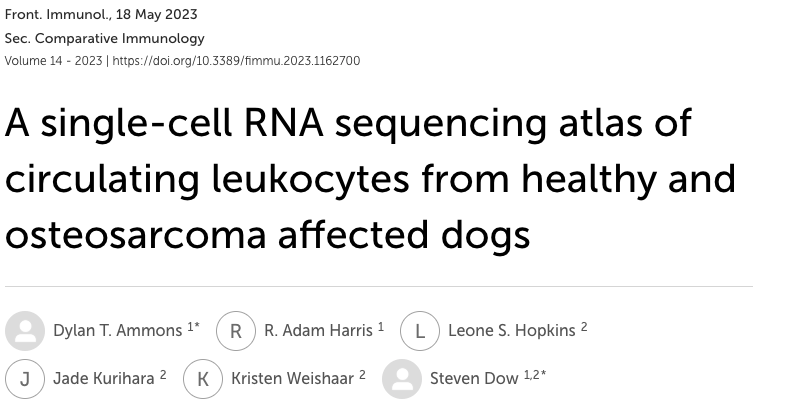 Front. Immunol., 18 May 2023
Sec. Comparative Immunology
Volume 14 - 2023 | https://doi.org/10.3389/fimmu.2023.1162700
A single-cell RNA sequencing atlas of
circulating leukocytes from healthy and
osteosarcoma affected dogs
Dylan T. Ammons 1* R R. Adam Harris 1 L Leone S. Hopkins 2
J Jade Kurihara 2 K Kristen Weishaar 2 Steven Dow 1,2*